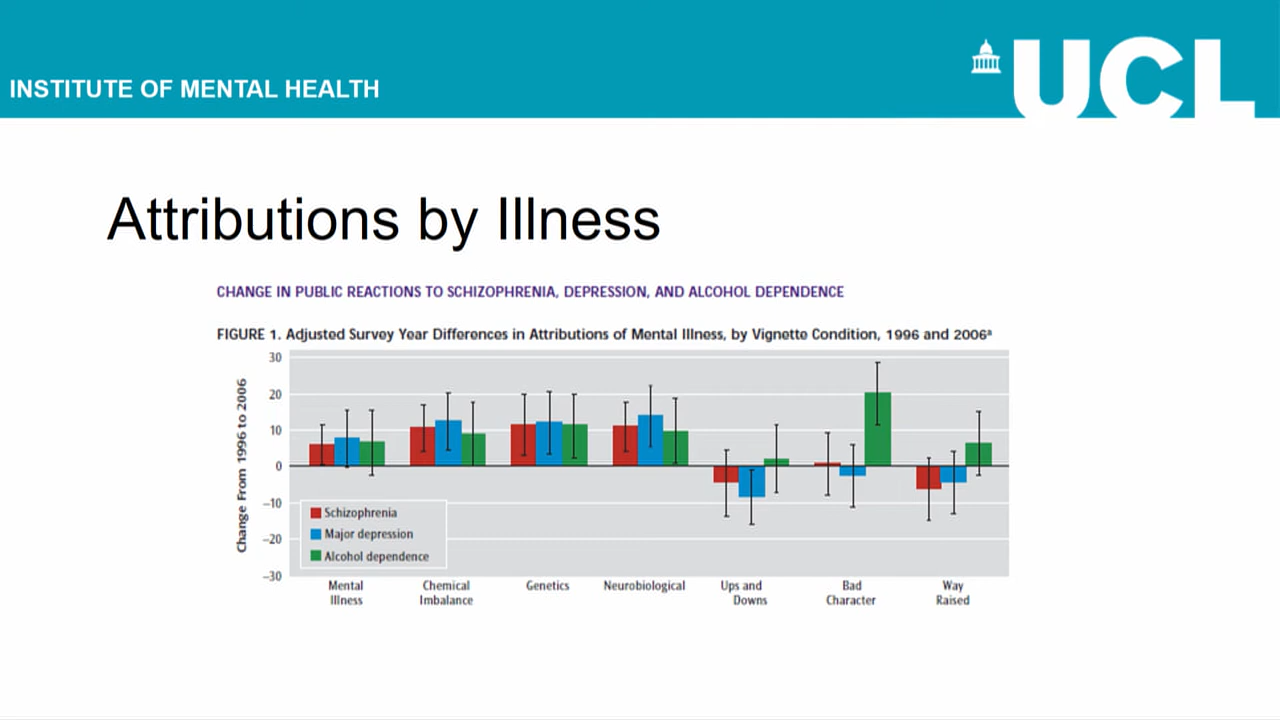 INSTITUTE OF MENTAL HEALTH
UCL
Attributions by Illness
CHANGE IN PUBLIC REACTIONS TO SCHIZOPHRENIA, DEPRESSION, AND ALCOHOL DEPENDENCE
FIGURE 1. Adjusted Survey Year Differences in Attributions of Mental Illness, by Vignette Condition, 1996 and 2006ª
Change From 1996 to 2006
30
20
10
0
−10
−20
−30
Schizophrenia
Major depression
Alcohol dependence
Mental Illness
Chemical Imbalance
Genetics
Neurobiological
Ups and Downs
Bad Character
Way Raised